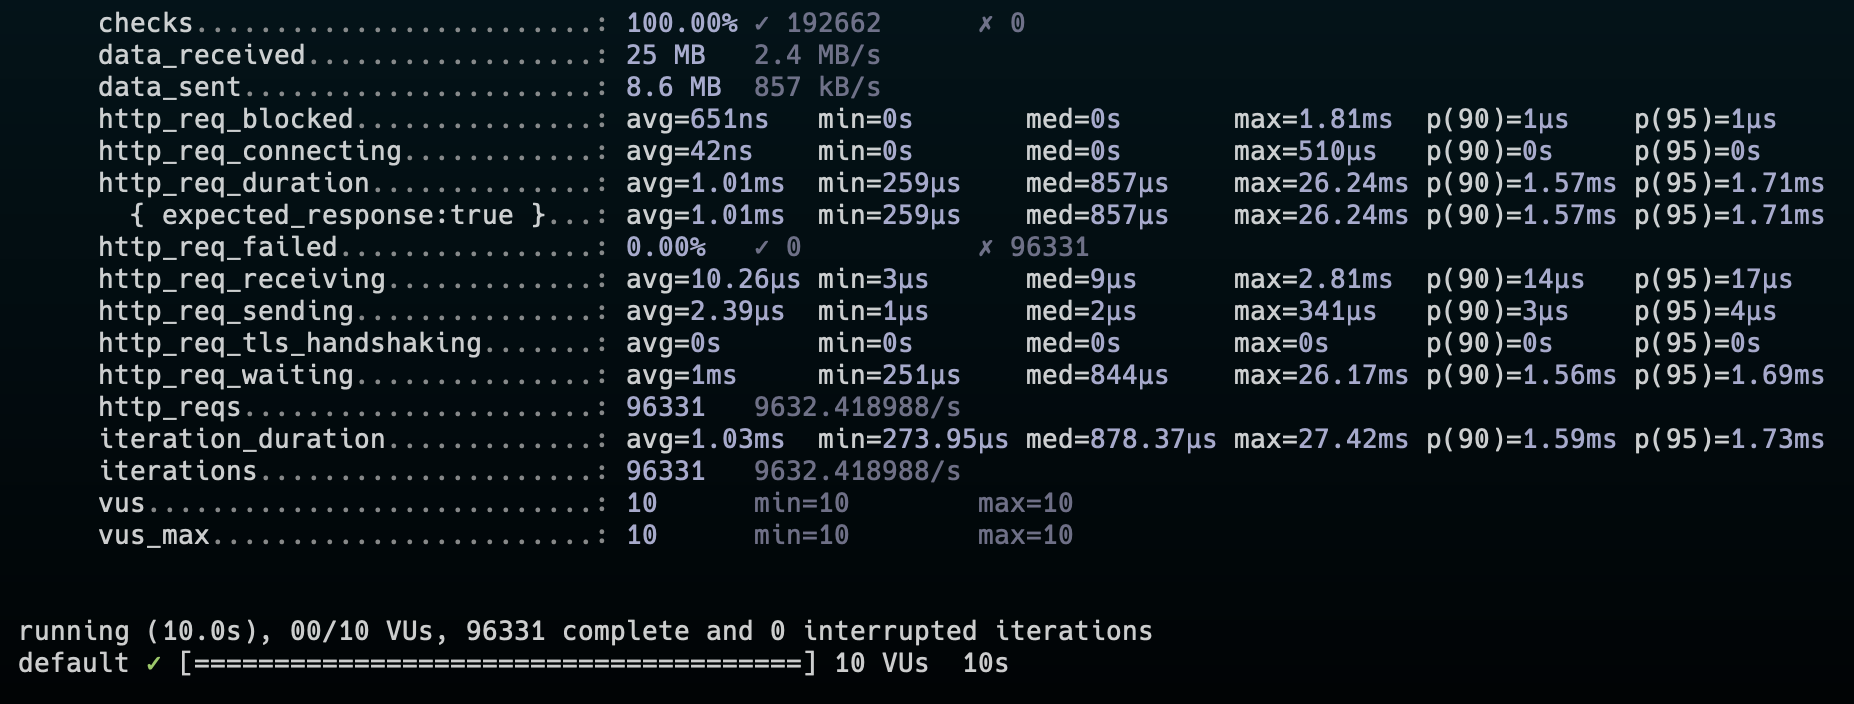 checks.........................: 100.00% ✓ 192662      ✗ 0
data_received..................: 25 MB   2.4 MB/s
data_sent......................: 8.6 MB  857 kB/s
http_req_blocked...............: avg=651ns   min=0s       med=0s       max=1.81ms  p(90)=1µs    p(95)=1µs
http_req_connecting............: avg=42ns    min=0s       med=0s       max=510µs   p(90)=0s     p(95)=0s
http_req_duration..............: avg=1.01ms  min=259µs    med=857µs    max=26.24ms p(90)=1.57ms p(95)=1.71ms
{ expected_response:true }...: avg=1.01ms  min=259µs    med=857µs    max=26.24ms p(90)=1.57ms p(95)=1.71ms
http_req_failed................: 0.00%   ✓ 0           ✗ 96331
http_req_receiving.............: avg=10.26µs min=3µs      med=9µs      max=2.81ms  p(90)=14µs   p(95)=17µs
http_req_sending...............: avg=2.39µs  min=1µs      med=2µs      max=341µs   p(90)=3µs    p(95)=4µs
http_req_tls_handshaking.......: avg=0s      min=0s       med=0s       max=0s      p(90)=0s     p(95)=0s
http_req_waiting...............: avg=1ms     min=251µs    med=844µs    max=26.17ms p(90)=1.56ms p(95)=1.69ms
http_reqs......................: 96331   9632.418988/s
iteration_duration.............: avg=1.03ms  min=273.95µs med=878.37µs max=27.42ms p(90)=1.59ms p(95)=1.73ms
iterations.....................: 96331   9632.418988/s
vus............................: 10      min=10        max=10
vus_max........................: 10      min=10        max=10
running (10.0s), 00/10 VUs, 96331 complete and 0 interrupted iterations
default ✓ [======================================] 10 VUs  10s